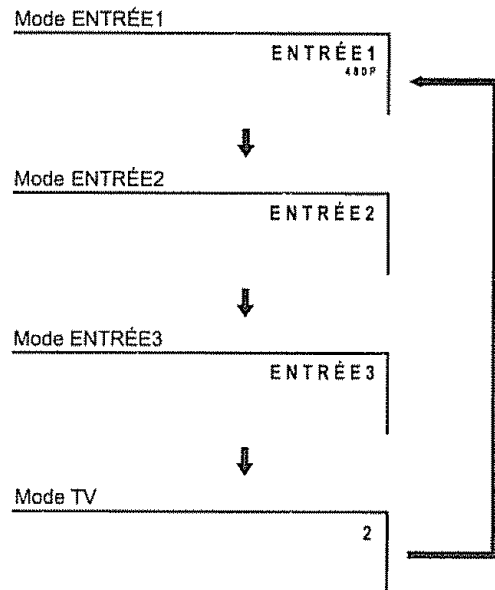 Mode ENTRÉE1
ENTRÉE1
480P
Mode ENTRÉE2
ENTRÉE2
Mode ENTRÉE3
ENTRÉE3
Mode TV
2